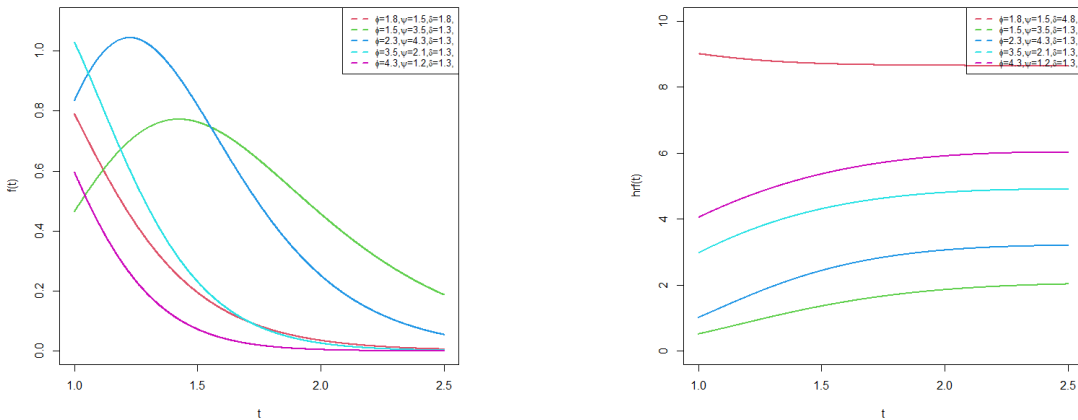 ϕ=1.8,ψ=1.5,δ=1.8,
ϕ=1.5,ψ=3.5,δ=1.3,
ϕ=2.3,ψ=4.3,δ=1.3,
ϕ=3.5,ψ=2.1,δ=1.3,
ϕ=4.3,ψ=1.2,δ=1.3,
f(t)
1.0
0.8
0.6
0.4
0.2
0.0
1.0 1.5 2.0 2.5
t
ϕ=1.8,ψ=1.5,δ=4.8,
ϕ=1.5,ψ=3.5,δ=1.3,
ϕ=2.3,ψ=4.3,δ=1.3,
ϕ=3.5,ψ=2.1,δ=1.3,
ϕ=4.3,ψ=1.2,δ=1.3,
hrf(t)
10
8
6
4
2
0
1.0 1.5 2.0 2.5
t